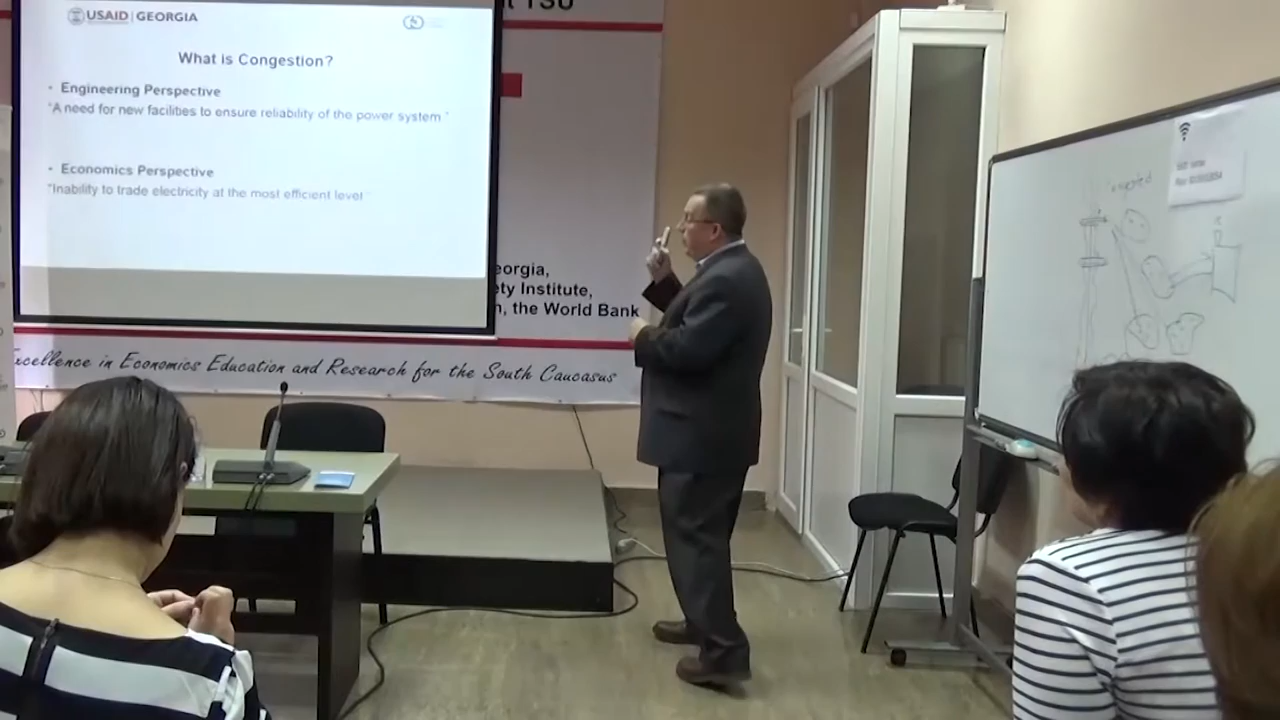 t TSU
USAID | GEORGIA
What is Congestion?
• Engineering Perspective
"A need for new facilities to ensure reliability of the power system."
• Economics Perspective
"Inability to trade electricity at the most efficient level"
eorgia,
ety Institute,
n, the World Bank
xcellence in Economics Education and Research for the South Caucasus